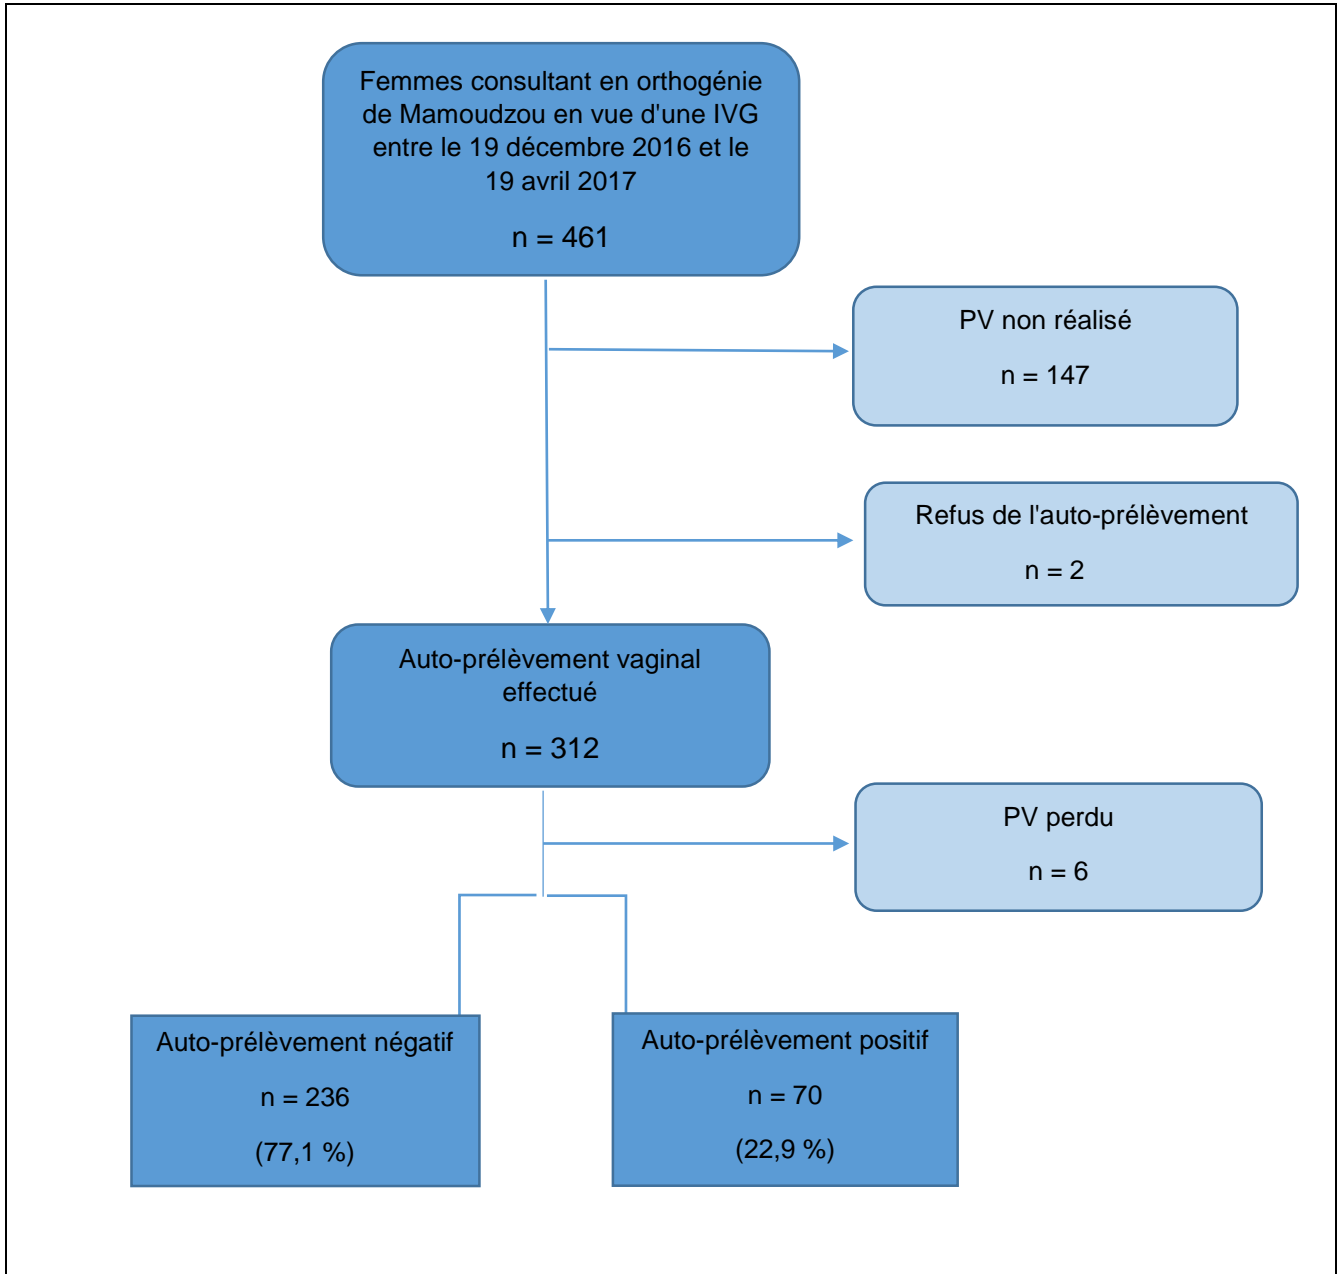 Femmes consultant en orthogénie
de Mamoudzou en vue d'une IVG
entre le 19 décembre 2016 et le
19 avril 2017
n = 461
PV non réalisé
n = 147
Refus de l'auto-prélèvement
n = 2
Auto-prélèvement vaginal
effectué
n = 312
PV perdu
n = 6
Auto-prélèvement négatif
n = 236
(77,1 %)
Auto-prélèvement positif
n = 70
(22,9 %)